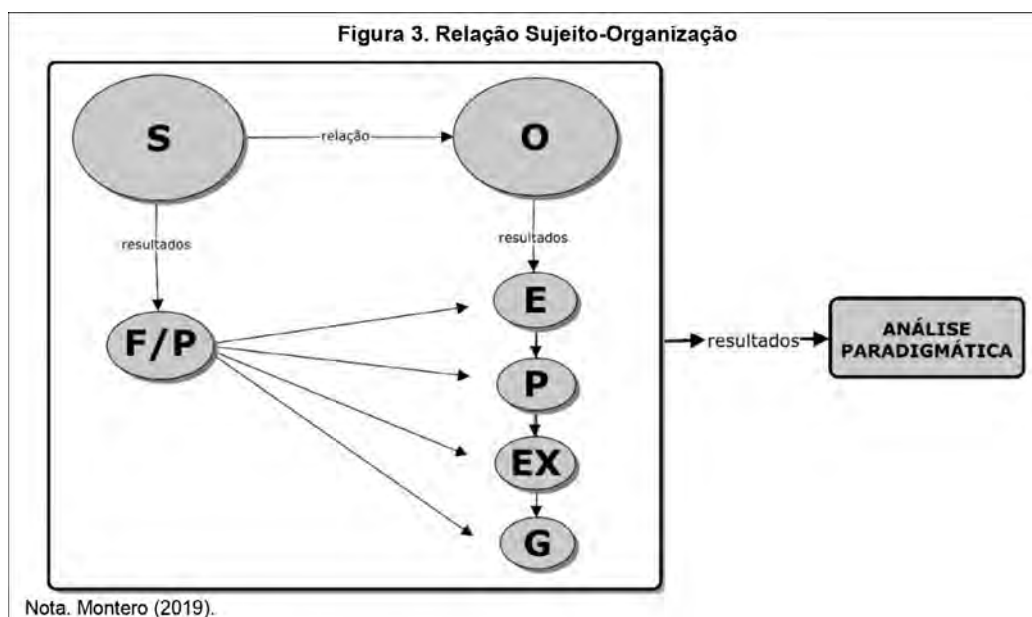 Figura 3. Relação Sujeito-Organização
S
relação
O
resultados
resultados
E
F/P
P
EX
G
resultados
ANÁLISE
PARADIGMÁTICA
Nota. Montero (2019).